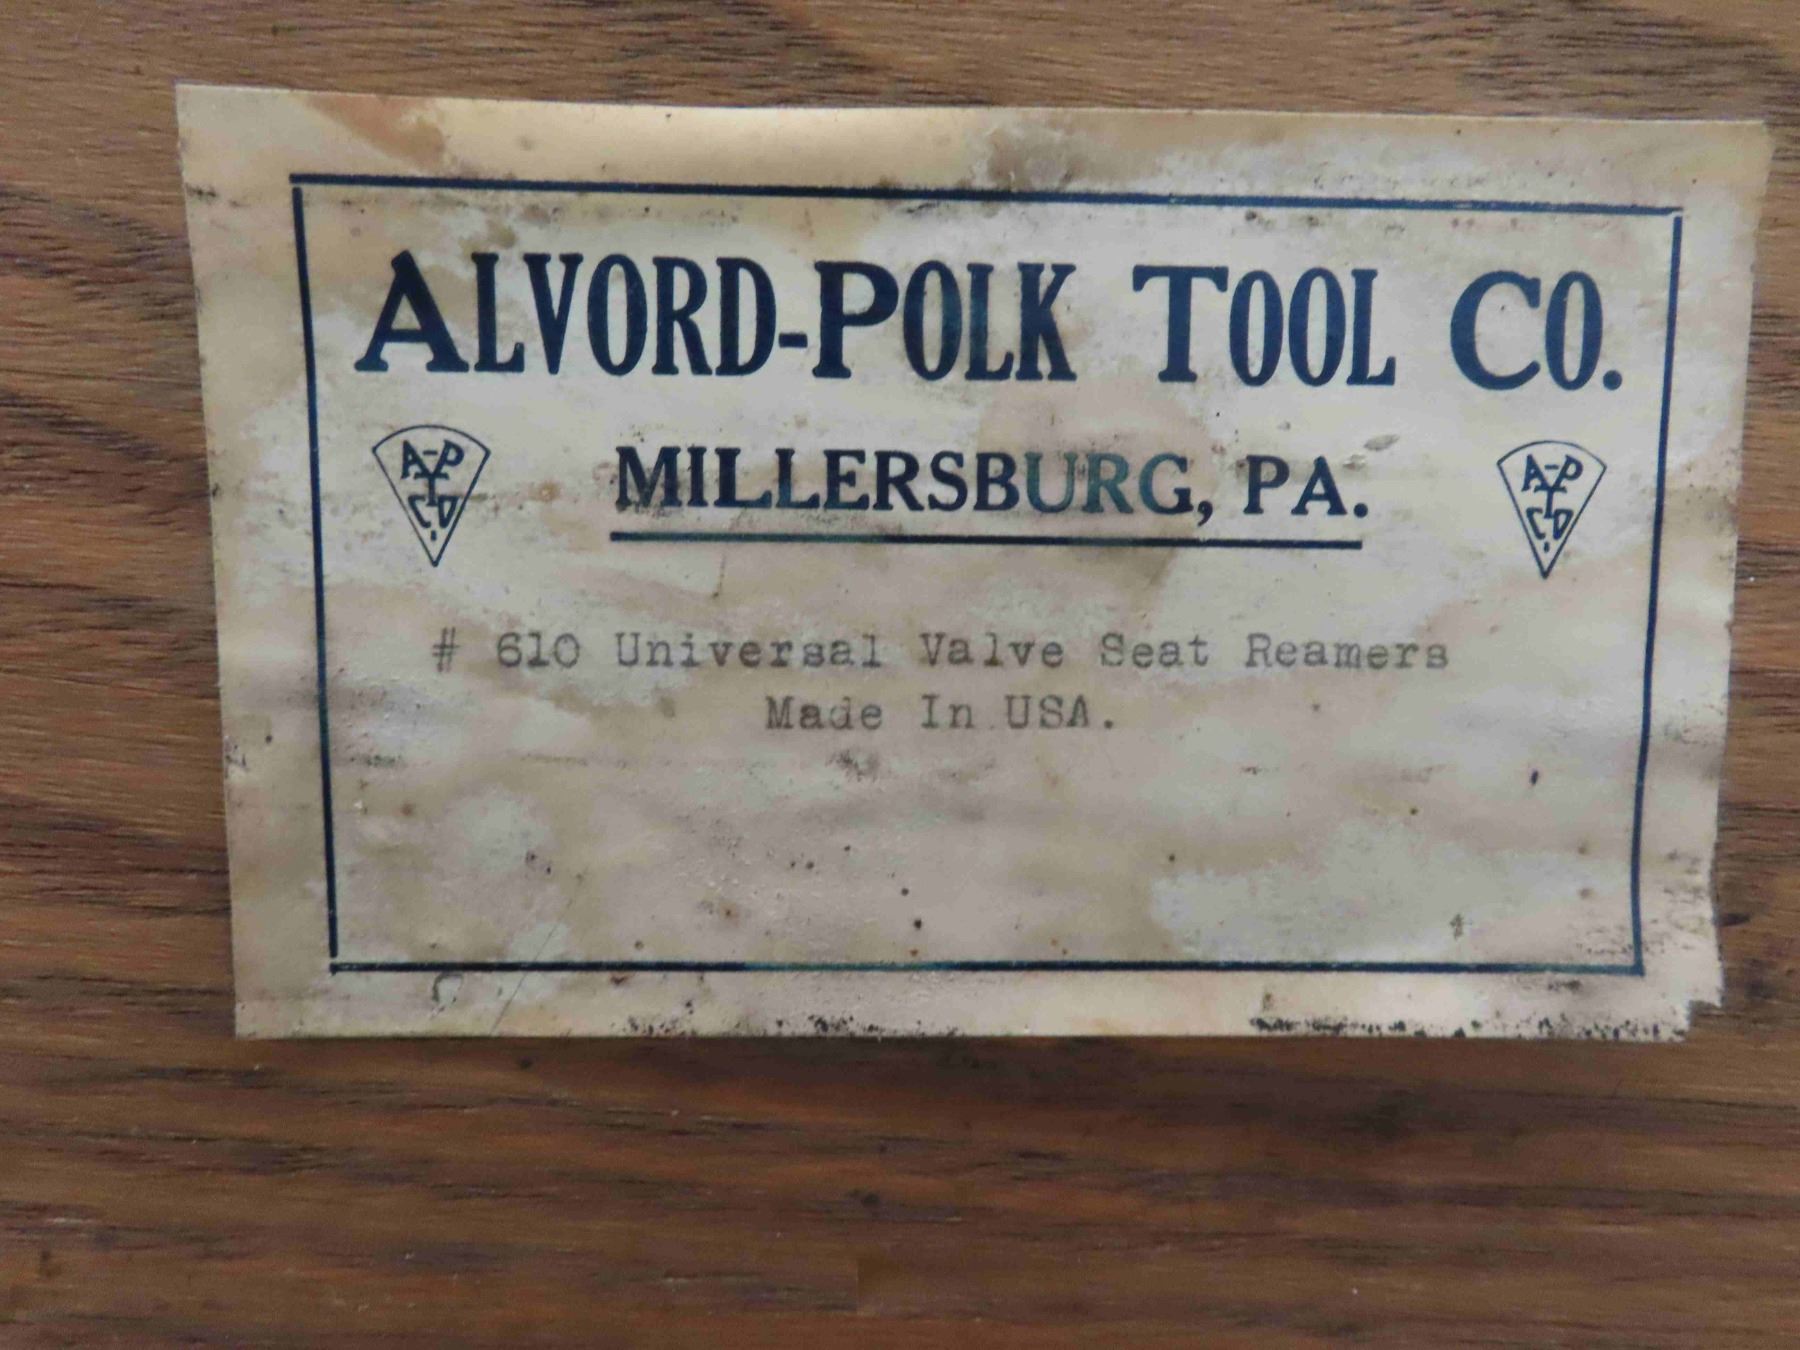 ALVORD-POLK TOOL CO.
A-P
T
C.O.
MILLERSBURG, PA.
A-P
T
C.O.
# 610 Universal Valve Seat Reamers
Made In USA.